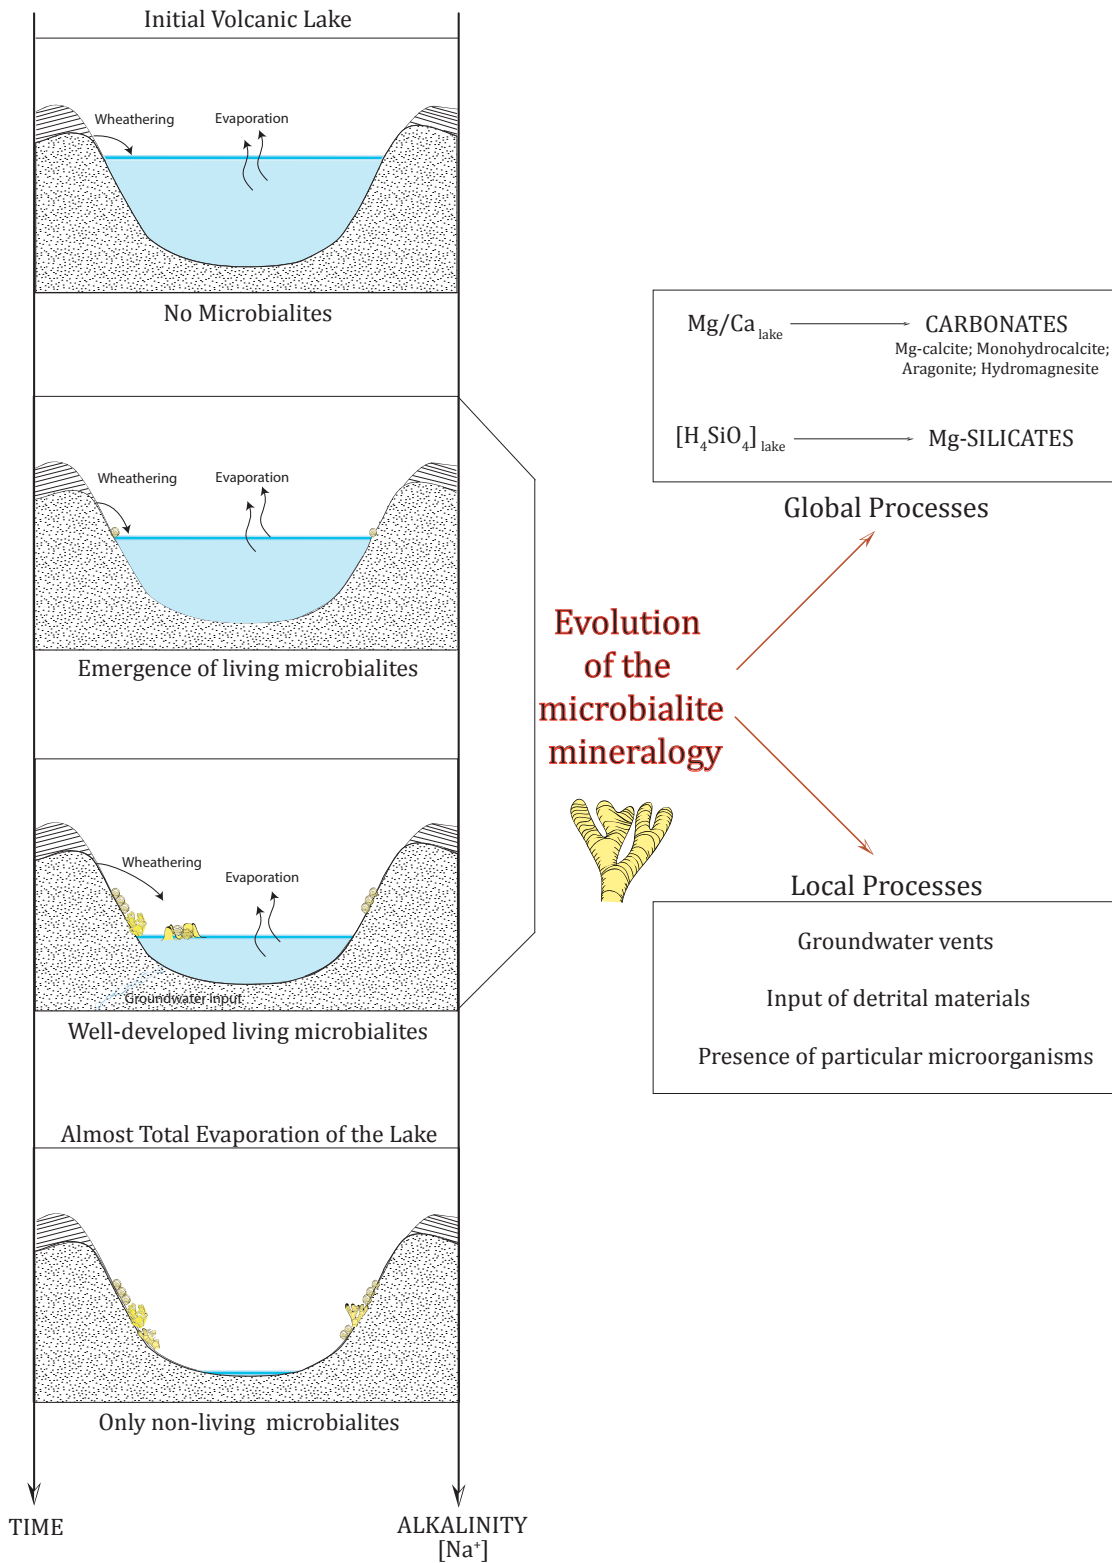 Initial Volcanic Lake
Wheathering
Evaporation
No Microbialites
Wheathering
Evaporation
Emergence of living microbialites
Wheathering
Evaporation
Groundwater input
Well-developed living microbialites
Almost Total Evaporation of the Lake
Only non-living microbialites
TIME
ALKALINITY
[Na⁺]
Evolution
of the
microbialite
mineralogy
Mg/Ca lake
CARBONATES
Mg-calcite; Monohydrocalcite;
Aragonite; Hydromagnesite
[H₄SiO₄] lake
Mg-SILICATES
Global Processes
Local Processes
Groundwater vents
Input of detrital materials
Presence of particular microorganisms